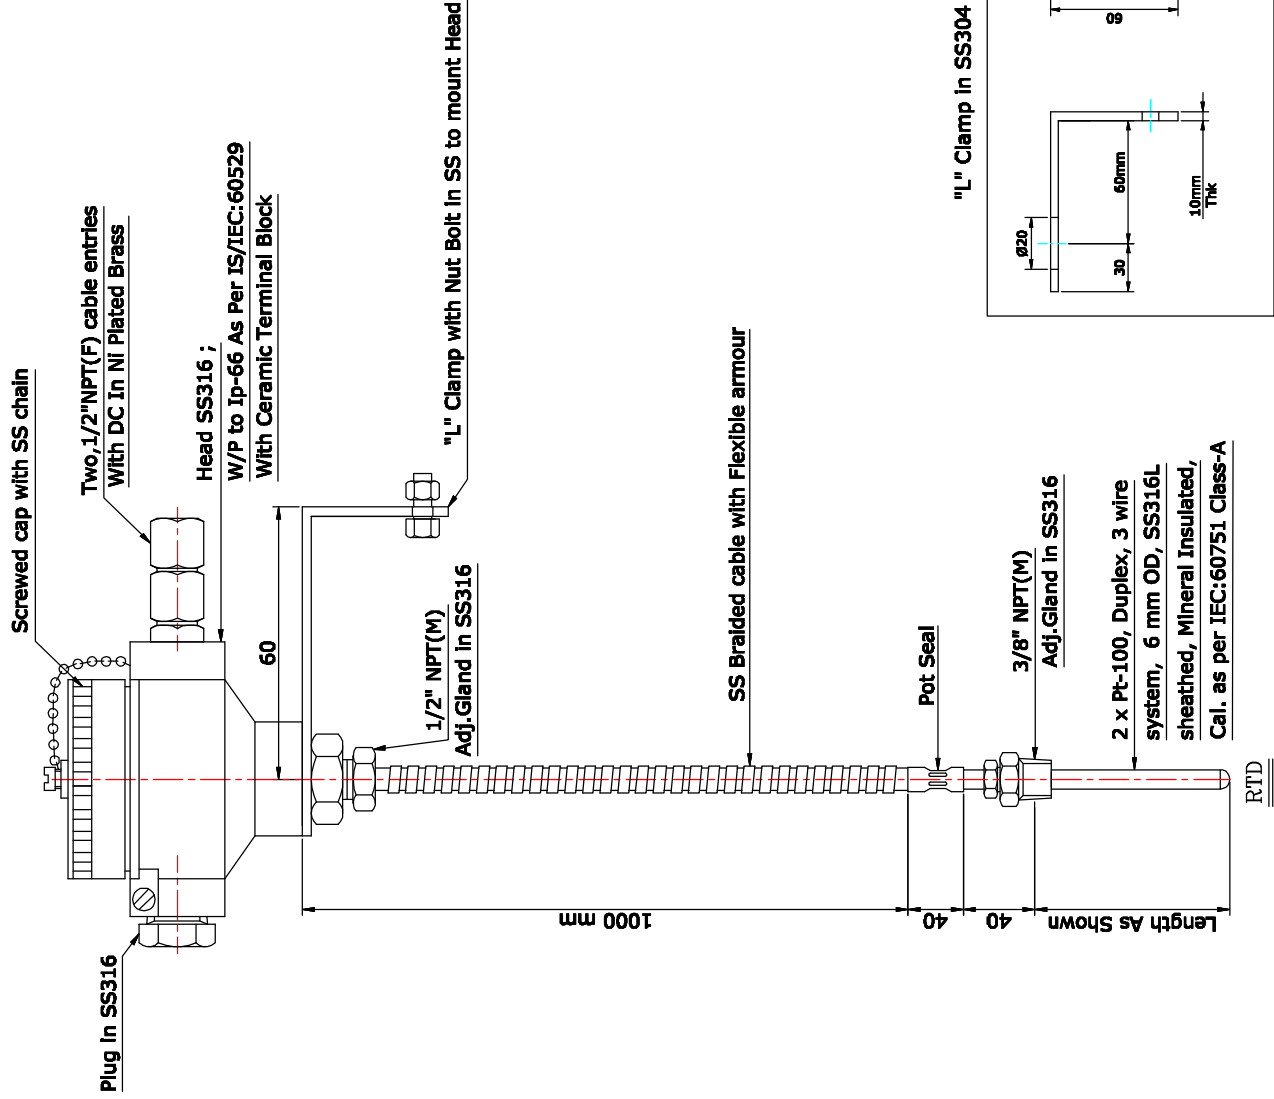 Screwed cap with SS chain
Two,1/2"NPT(F) cable entries
With DC In Ni Plated Brass
Head SS316 ;
W/P to Ip-66 As Per IS/IEC:60529
With Ceramic Terminal Block
"L" Clamp with Nut Bolt in SS to mount Head
60
1/2" NPT(M)
Adj.Gland in SS316
SS Braided cable with Flexible armour
Pot Seal
3/8" NPT(M)
Adj.Gland in SS316
2 x Pt-100, Duplex, 3 wire
system, 6 mm OD, SS316L
sheathed, Mineral Insulated,
Cal. as per IEC:60751 Class-A
RTD
Plug in SS316
1000 mm
40
40
Length As Shown
"L" Clamp in SS304
60
Ø20
30
60mm
10mm
Thk